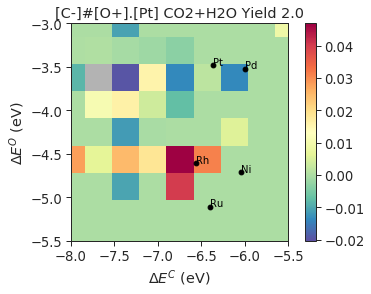 [C-]#[O+].[Pt] CO2+H2O Yield 2.0
−3.0
−3.5
−4.0
−4.5
−5.0
−5.5
ΔE^O (eV)
Pt
Pd
Rh
Ni
Ru
−8.0 −7.5 −7.0 −6.5 −6.0 −5.5
ΔE^C (eV)
0.04
0.03
0.02
0.01
0.00
−0.01
−0.02